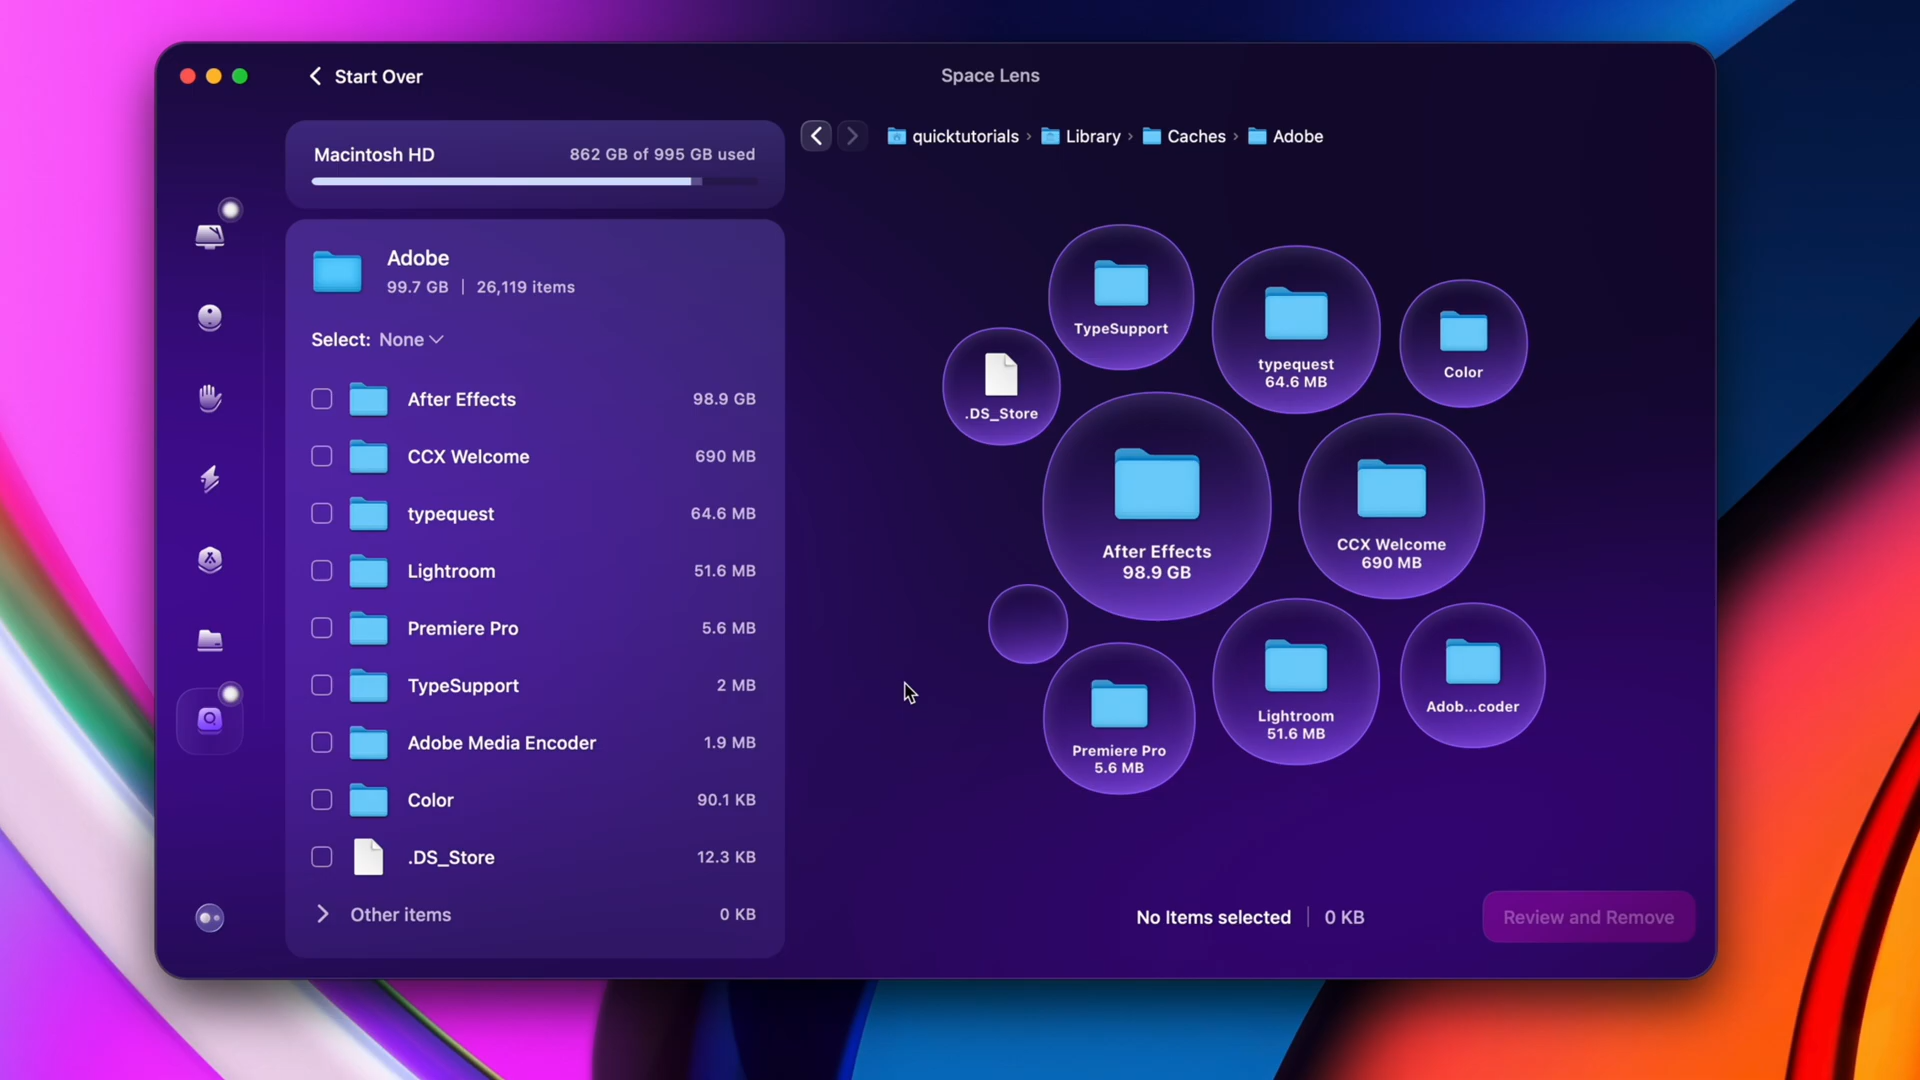 Start Over
Space Lens
Macintosh HD 862 GB of 995 GB used
quicktutorials › Library › Caches › Adobe
Adobe
99.7 GB | 26,119 items
Select: None
After Effects 98.9 GB
CCX Welcome 690 MB
typequest 64.6 MB
Lightroom 51.6 MB
Premiere Pro 5.6 MB
TypeSupport 2 MB
Adobe Media Encoder 1.9 MB
Color 90.1 KB
.DS_Store 12.3 KB
Other items 0 KB
TypeSupport
typequest
64.6 MB
Color
.DS_Store
After Effects
98.9 GB
CCX Welcome
690 MB
Premiere Pro
5.6 MB
Lightroom
51.6 MB
Adob...coder
No Items selected | 0 KB
Review and Remove